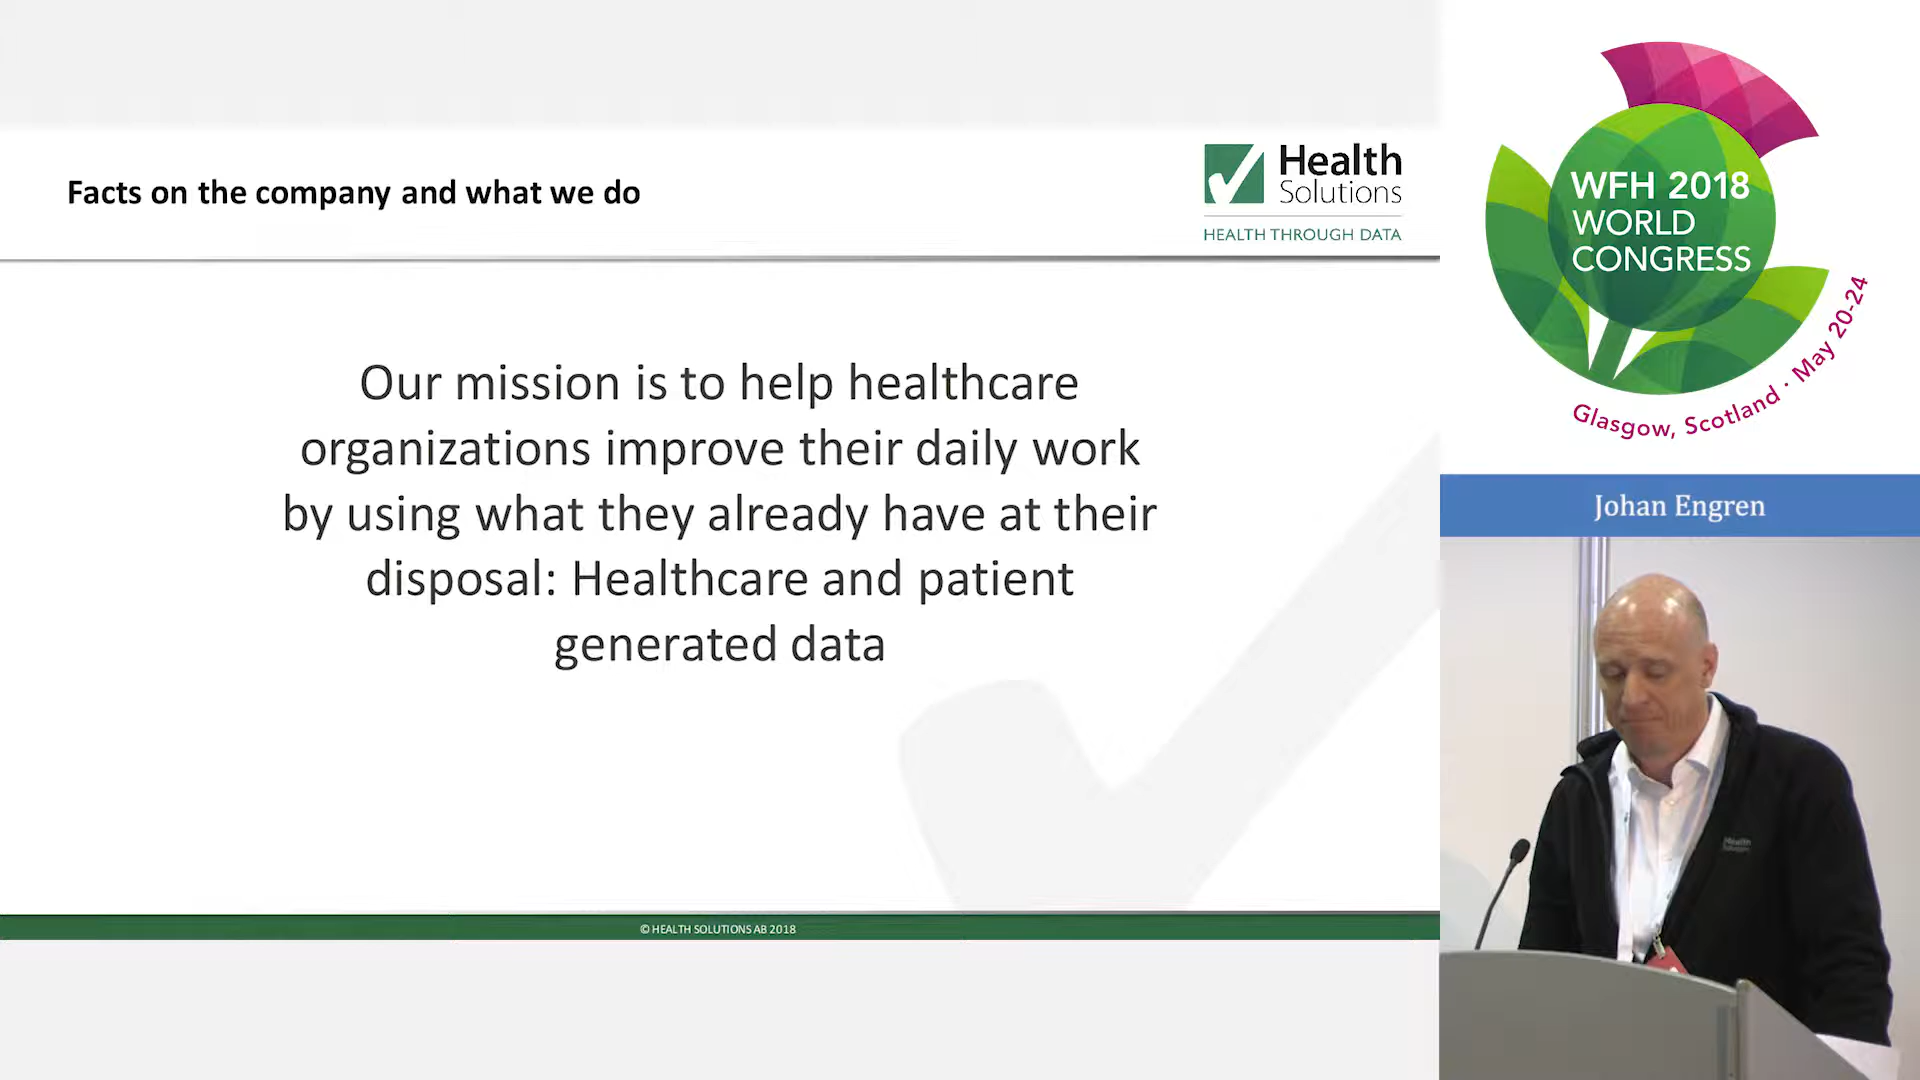 Facts on the company and what we do
Health
Solutions
HEALTH THROUGH DATA
Our mission is to help healthcare
organizations improve their daily work
by using what they already have at their
disposal: Healthcare and patient
generated data
© HEALTH SOLUTIONS AB 2018
WFH 2018
WORLD
CONGRESS
Glasgow, Scotland · May 20-24
Johan Engren
Health
Solutions